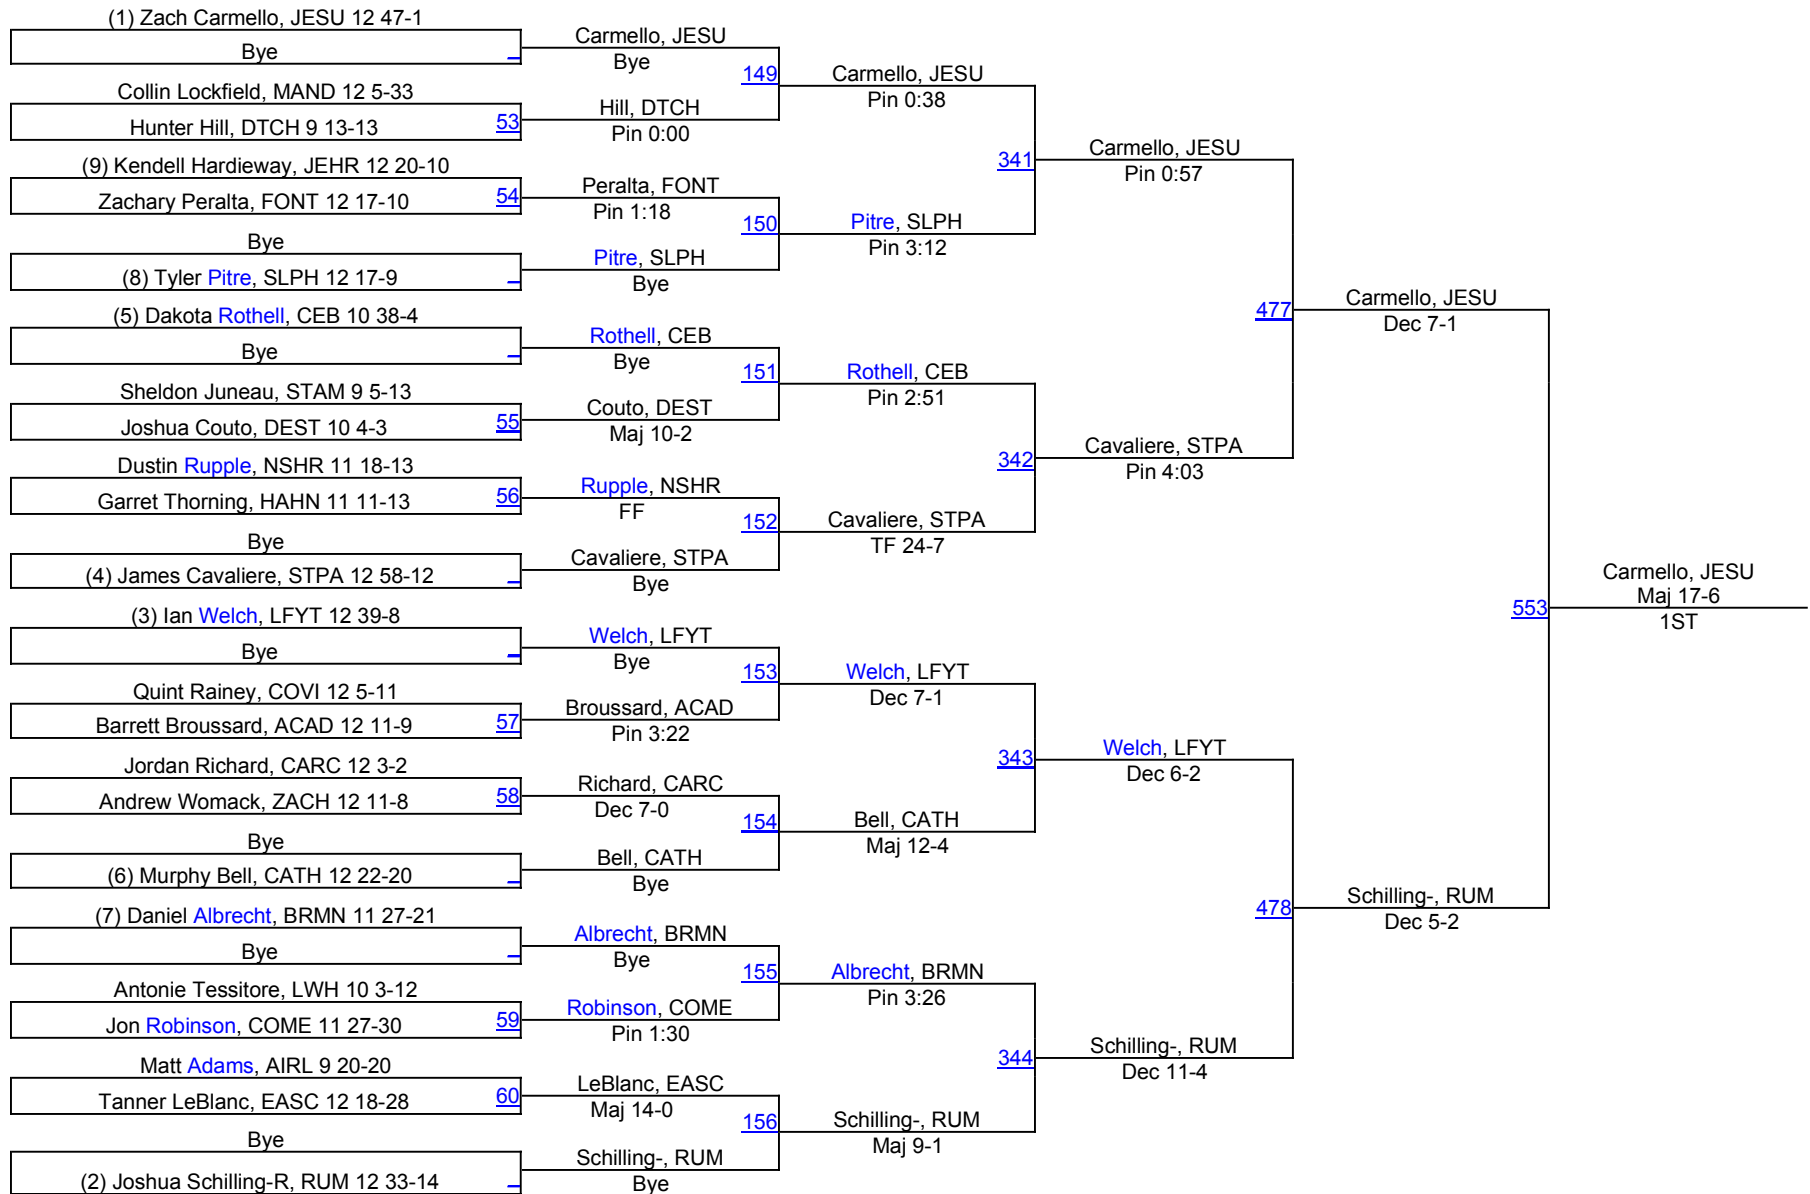 (1) Zach Carmello, JESU 12 47-1
Bye
Collin Lockfield, MAND 12 5-33
Hunter Hill, DTCH 9 13-13
53
(9) Kendell Hardieway, JEHR 12 20-10
Zachary Peralta, FONT 12 17-10
54
Bye
(8) Tyler Pitre, SLPH 12 17-9
(5) Dakota Rothell, CEB 10 38-4
Bye
Sheldon Juneau, STAM 9 5-13
Joshua Couto, DEST 10 4-3
55
Dustin Rupple, NSHR 11 18-13
Garret Thorning, HAHN 11 11-13
56
Bye
(4) James Cavaliere, STPA 12 58-12
(3) Ian Welch, LFYT 12 39-8
Bye
Quint Rainey, COVI 12 5-11
Barrett Broussard, ACAD 12 11-9
57
Jordan Richard, CARC 12 3-2
Andrew Womack, ZACH 12 11-8
58
Bye
(6) Murphy Bell, CATH 12 22-20
(7) Daniel Albrecht, BRMN 11 27-21
Bye
Antonie Tessitore, LWH 10 3-12
Jon Robinson, COME 11 27-30
59
Matt Adams, AIRL 9 20-20
Tanner LeBlanc, EASC 12 18-28
60
Bye
(2) Joshua Schilling-R, RUM 12 33-14
Carmello, JESU
Bye
149
Hill, DTCH
Pin 0:00
Peralta, FONT
Pin 1:18
150
Pitre, SLPH
Bye
Rothell, CEB
Bye
151
Couto, DEST
Maj 10-2
Rupple, NSHR
FF
152
Cavaliere, STPA
Bye
Welch, LFYT
Bye
153
Broussard, ACAD
Pin 3:22
Richard, CARC
Dec 7-0
154
Bell, CATH
Bye
Albrecht, BRMN
Bye
155
Robinson, COME
Pin 1:30
LeBlanc, EASC
Maj 14-0
156
Schilling-, RUM
Bye
Carmello, JESU
Pin 0:38
341
Pitre, SLPH
Pin 3:12
Rothell, CEB
Pin 2:51
342
Cavaliere, STPA
TF 24-7
Welch, LFYT
Dec 7-1
343
Bell, CATH
Maj 12-4
Albrecht, BRMN
Pin 3:26
344
Schilling-, RUM
Maj 9-1
Carmello, JESU
Pin 0:57
477
Cavaliere, STPA
Pin 4:03
Welch, LFYT
Dec 6-2
478
Schilling-, RUM
Dec 11-4
Carmello, JESU
Dec 7-1
553
Schilling-, RUM
Dec 5-2
Carmello, JESU
Maj 17-6
1ST